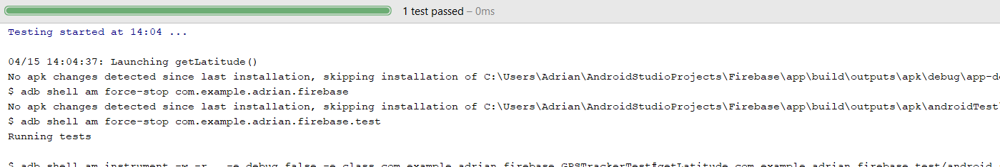 1 test passed – 0ms
Testing started at 14:04 ...
04/15 14:04:37: Launching getLatitude()
No apk changes detected since last installation, skipping installation of C:\Users\Adrian\AndroidStudioProjects\Firebase\app\build\outputs\apk\debug\app-d
$ adb shell am force-stop com.example.adrian.firebase
No apk changes detected since last installation, skipping installation of C:\Users\Adrian\AndroidStudioProjects\Firebase\app\build\outputs\apk\androidTest
$ adb shell am force-stop com.example.adrian.firebase.test
Running tests
$ adb shell am instrument -w -r -e debug false -e class com.example.adrian.firebase.GPSTrackerTest#getLatitude com.example.adrian.firebase.test/android